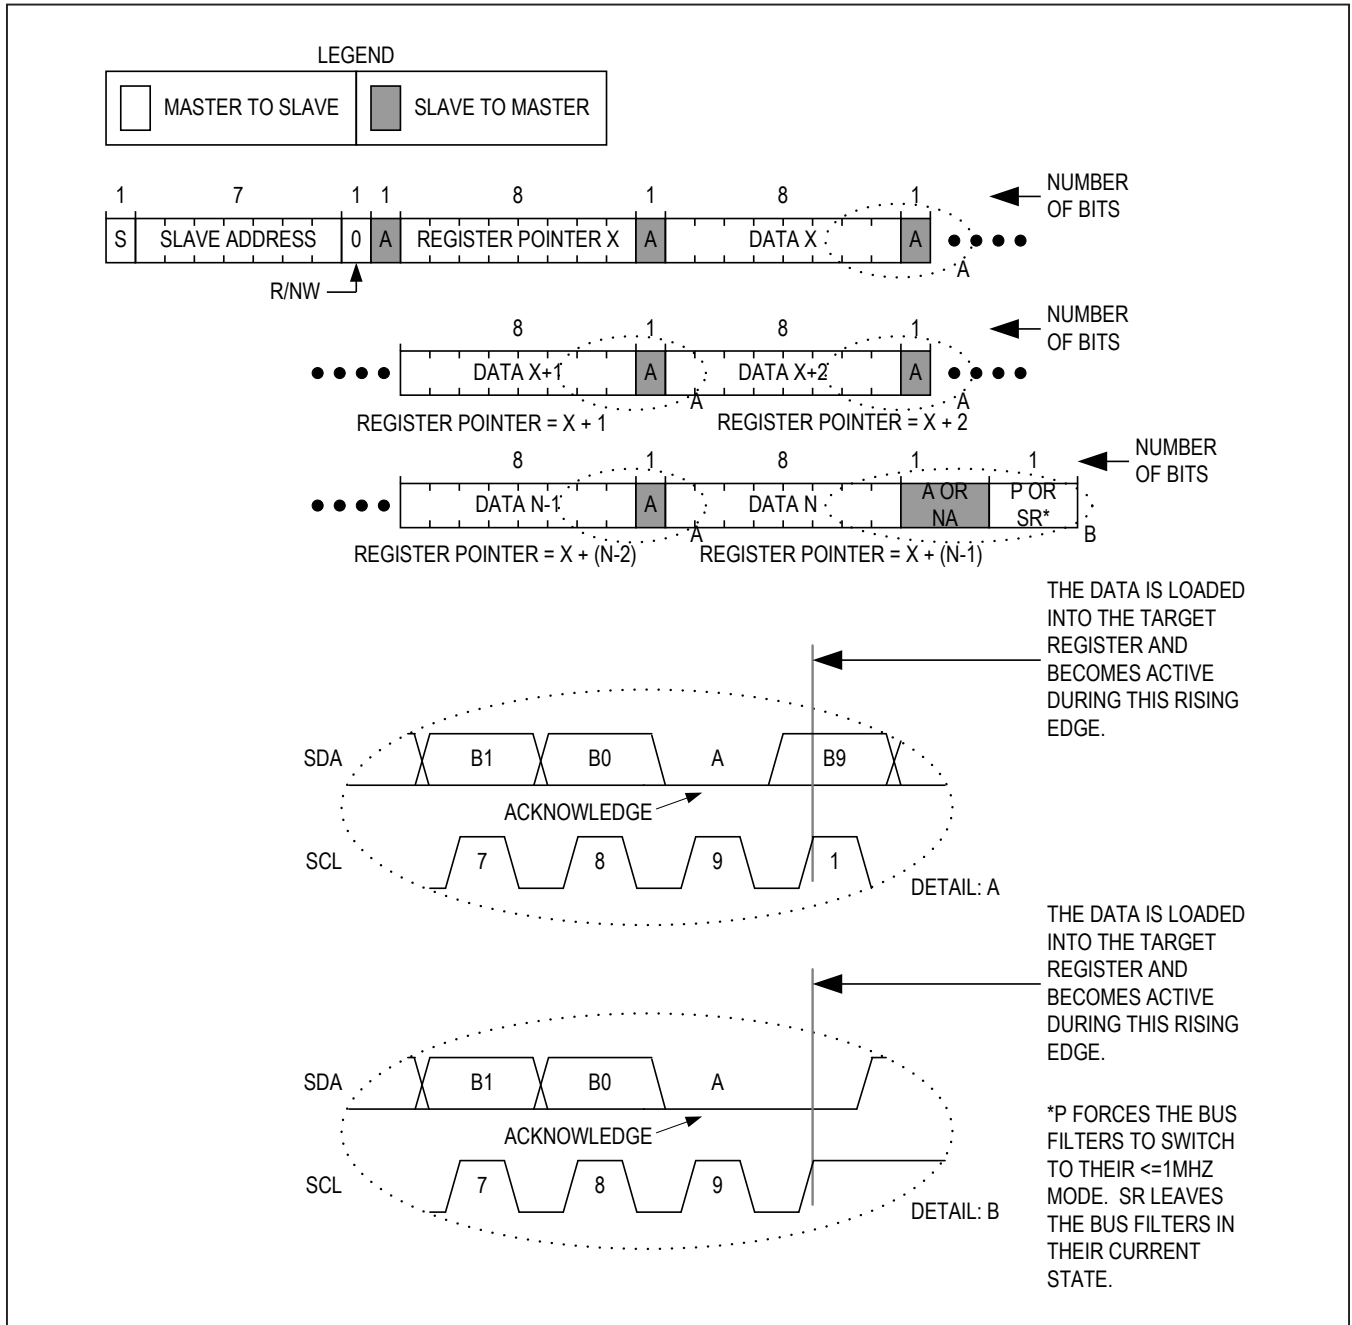 LEGEND
MASTER TO SLAVE SLAVE TO MASTER
1 7 1 1 8 1 8 1 NUMBER
OF BITS
S SLAVE ADDRESS 0 A REGISTER POINTER X A DATA X A
A
R/NW
8 1 8 1 NUMBER
OF BITS
DATA X+1 A DATA X+2 A
A A
REGISTER POINTER = X + 1 REGISTER POINTER = X + 2
8 1 8 1 1 NUMBER
OF BITS
DATA N-1 A DATA N A OR P OR
NA SR*
A B
REGISTER POINTER = X + (N-2) REGISTER POINTER = X + (N-1)
THE DATA IS LOADED
INTO THE TARGET
REGISTER AND
BECOMES ACTIVE
DURING THIS RISING
EDGE.
SDA B1 B0 A B9
ACKNOWLEDGE
SCL 7 8 9 1
DETAIL: A
THE DATA IS LOADED
INTO THE TARGET
REGISTER AND
BECOMES ACTIVE
DURING THIS RISING
EDGE.
SDA B1 B0 A
ACKNOWLEDGE
SCL 7 8 9
DETAIL: B
*P FORCES THE BUS
FILTERS TO SWITCH
TO THEIR <=1MHZ
MODE. SR LEAVES
THE BUS FILTERS IN
THEIR CURRENT
STATE.